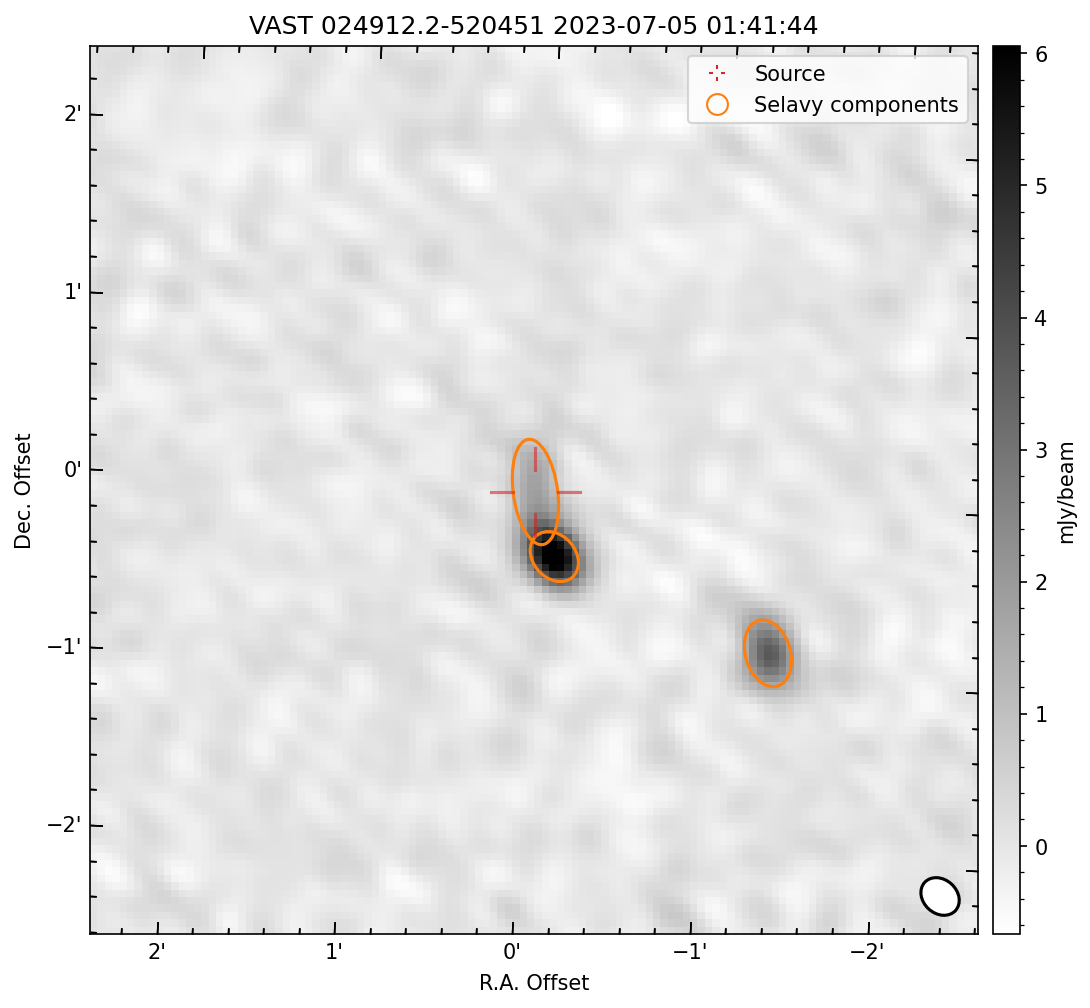 VAST 024912.2-520451 2023-07-05 01:41:44
Source
Selavy components
2'
1'
0'
−1'
−2'
Dec. Offset
2'
1'
0'
−1'
−2'
R.A. Offset
6
5
4
3
2
1
0
mJy/beam